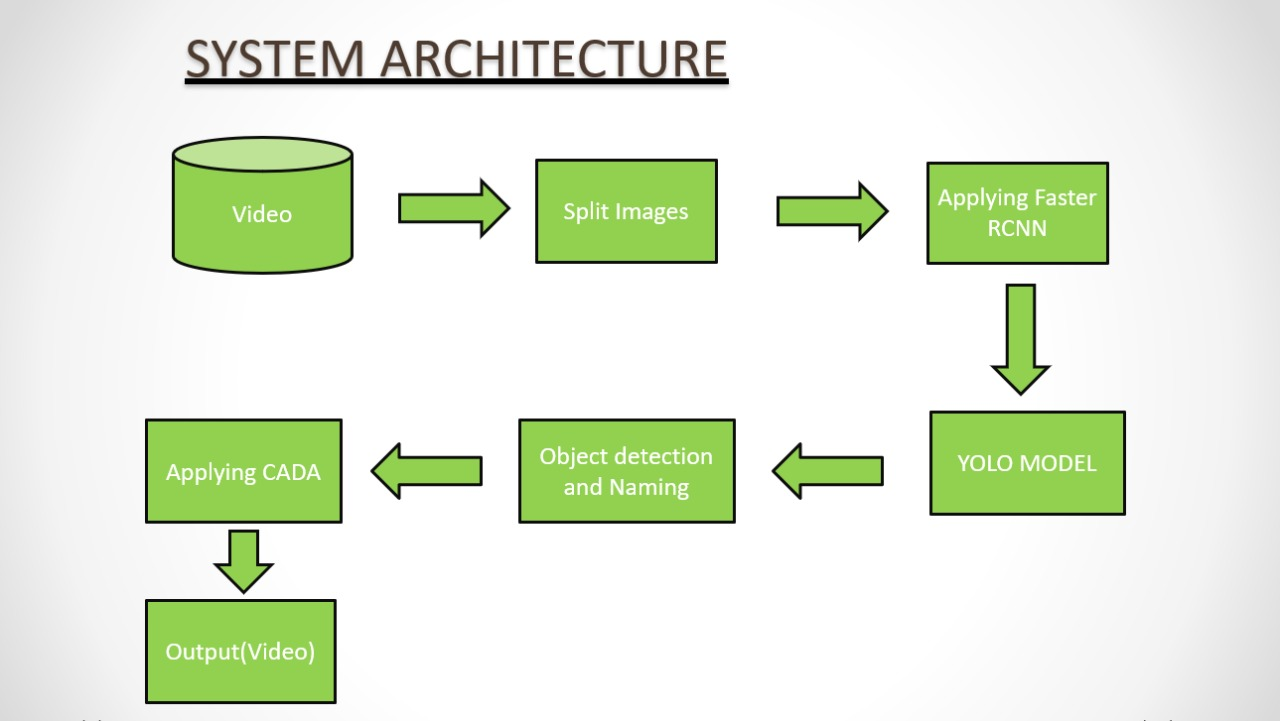 SYSTEM ARCHITECTURE
Video
Split Images
Applying Faster
RCNN
YOLO MODEL
Object detection
and Naming
Applying CADA
Output(Video)